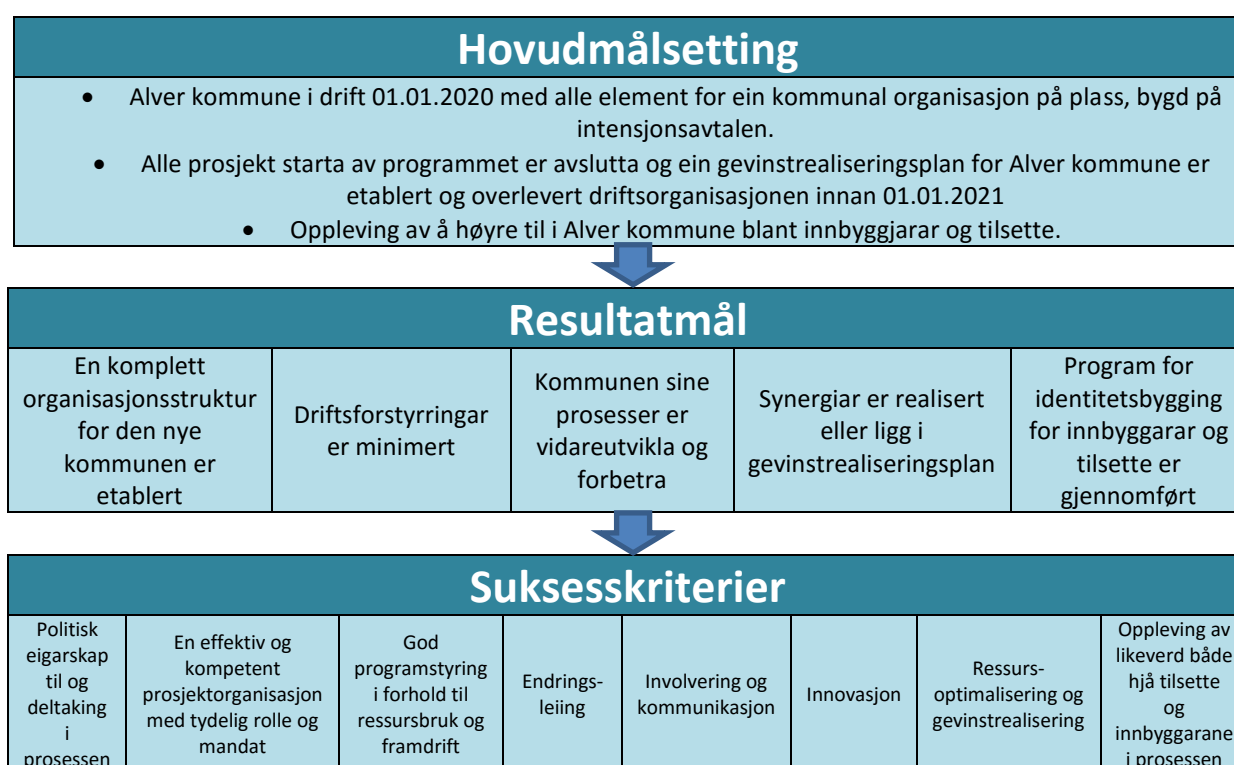 Hovudmålsetting
• Alver kommune i drift 01.01.2020 med alle element for ein kommunal organisasjon på plass, bygd på
intensjonsavtalen.
• Alle prosjekt starta av programmet er avslutta og ein gevinstrealiseringsplan for Alver kommune er
etablert og overlevert driftsorganisasjonen innan 01.01.2021
• Oppleving av å høyre til i Alver kommune blant innbyggjarar og tilsette.
Resultatmål
En komplett
organisasjonsstruktur
for den nye
kommunen er
etablert
Driftsforstyrringar
er minimert
Kommunen sine
prosesser er
vidareutvikla og
forbetra
Synergiar er realisert
eller ligg i
gevinstrealiseringsplan
Program for
identitetsbygging
for innbyggarar og
tilsette er
gjennomført
Suksesskriterier
Politisk
eigarskap
til og
deltaking
i
prosessen
En effektiv og
kompetent
prosjektorganisasjon
med tydelig rolle og
mandat
God
programstyring
i forhold til
ressursbruk og
framdrift
Endrings-
leiing
Involvering og
kommunikasjon
Innovasjon
Ressurs-
optimalisering og
gevinstrealisering
Oppleving av
likeverd både
hjå tilsette
og
innbyggarane
i prosessen